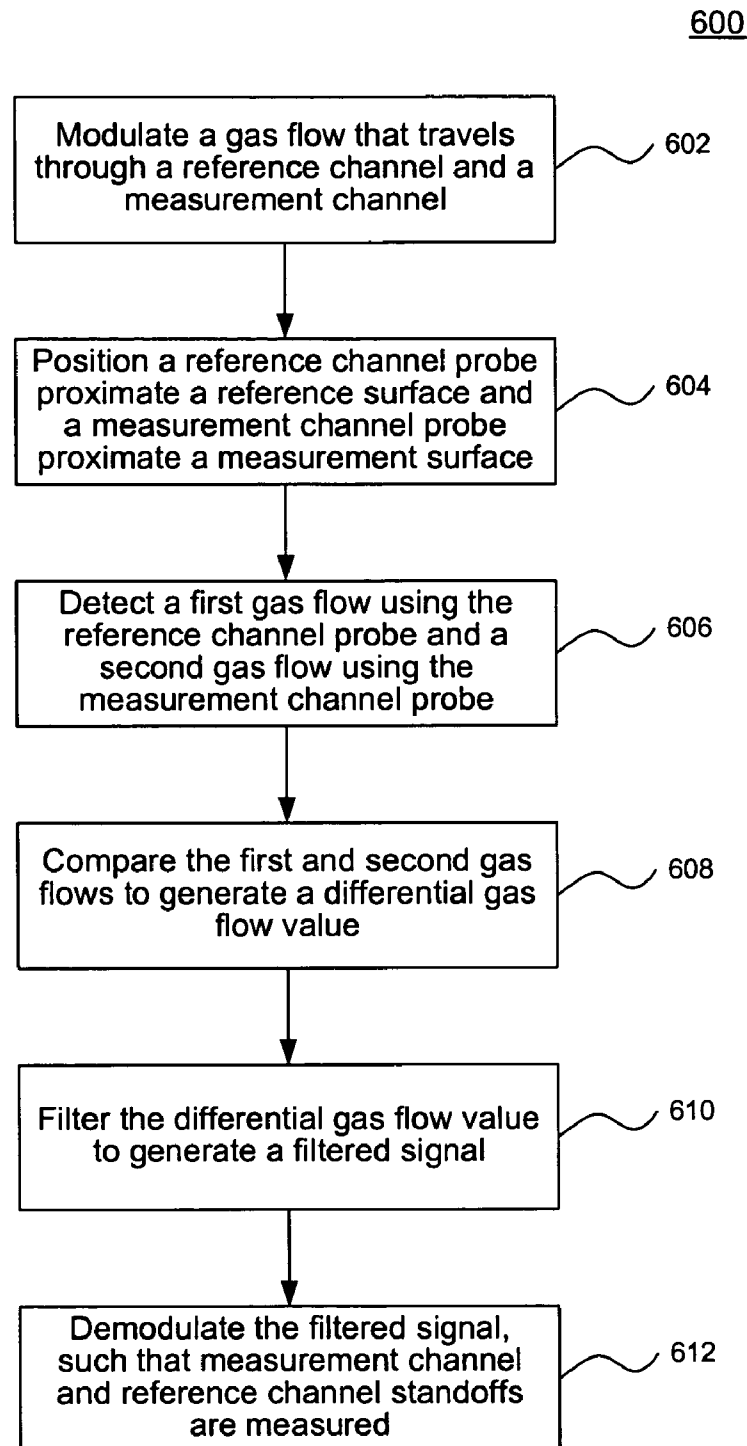 600
Modulate a gas flow that travels
through a reference channel and a
measurement channel
602
Position a reference channel probe
proximate a reference surface and
a measurement channel probe
proximate a measurement surface
604
Detect a first gas flow using the
reference channel probe and a
second gas flow using the
measurement channel probe
606
Compare the first and second gas
flows to generate a differential gas
flow value
608
Filter the differential gas flow value
to generate a filtered signal
610
Demodulate the filtered signal,
such that measurement channel
and reference channel standoffs
are measured
612